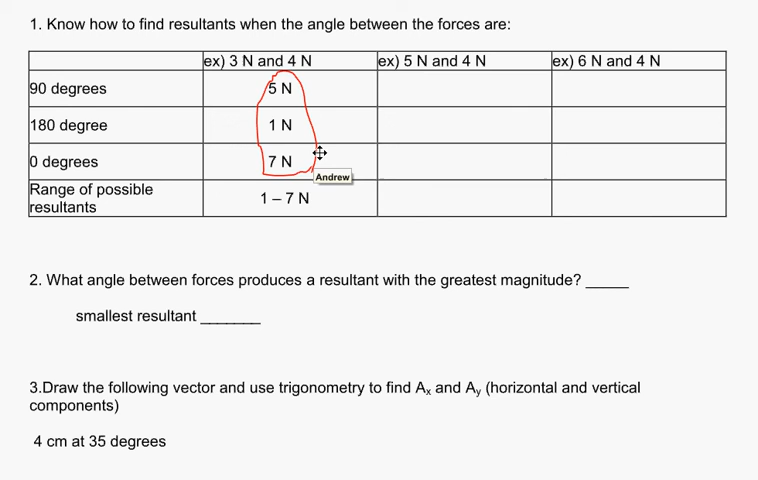 1. Know how to find resultants when the angle between the forces are:
ex) 3 N and 4 N ex) 5 N and 4 N ex) 6 N and 4 N
90 degrees 5 N
180 degree 1 N
0 degrees 7 N
Andrew
Range of possible
resultants 1 – 7 N
2. What angle between forces produces a resultant with the greatest magnitude? _____
smallest resultant _______
3.Draw the following vector and use trigonometry to find Ax and Ay (horizontal and vertical
components)
4 cm at 35 degrees